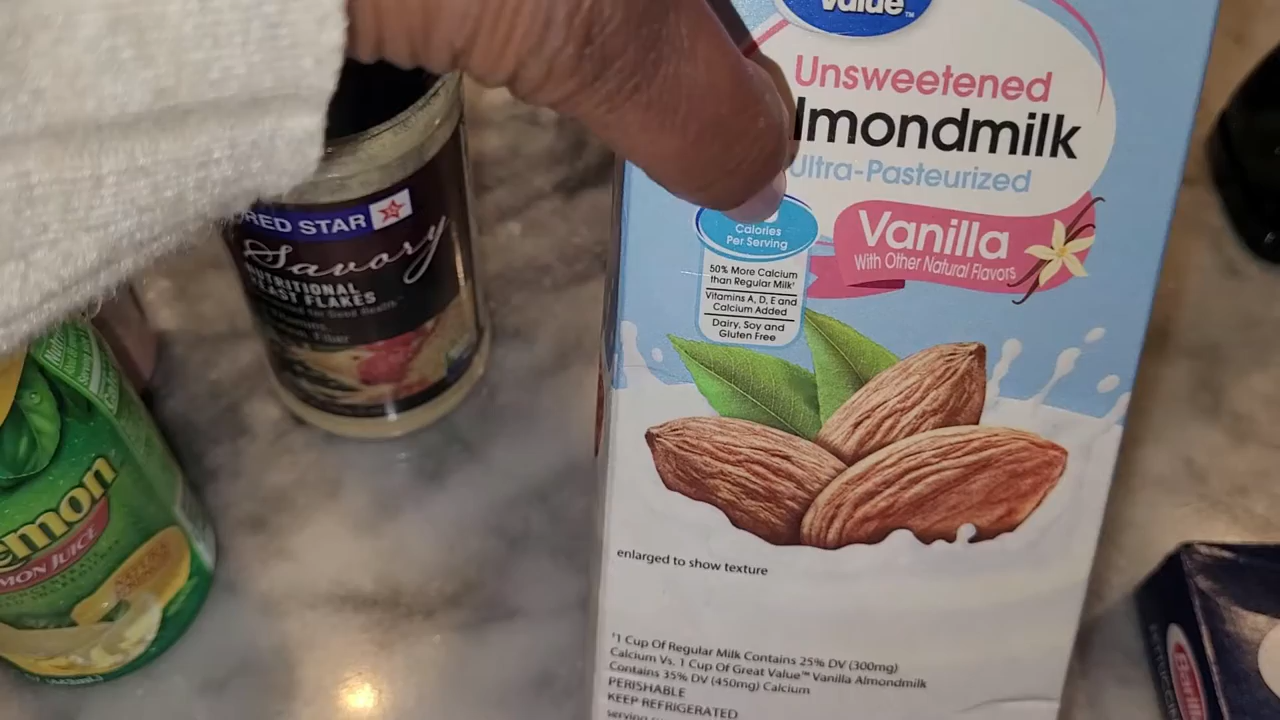 Value™
Unsweetened
lmondmilk
Ultra-Pasteurized
Vanilla
With Other Natural Flavors
Calories
Per Serving
50% More Calcium
than Regular Milk†
Vitamins A, D, E and
Calcium Added
Dairy, Soy and
Gluten Free
enlarged to show texture
†1 Cup Of Regular Milk Contains 25% DV (300mg)
Calcium Vs. 1 Cup Of Great Value™ Vanilla Almondmilk
Contains 35% DV (450mg) Calcium
PERISHABLE
KEEP REFRIGERATED
RED STAR
Savory
NUTRITIONAL
YEAST FLAKES
emon
MON JUICE
Barilla